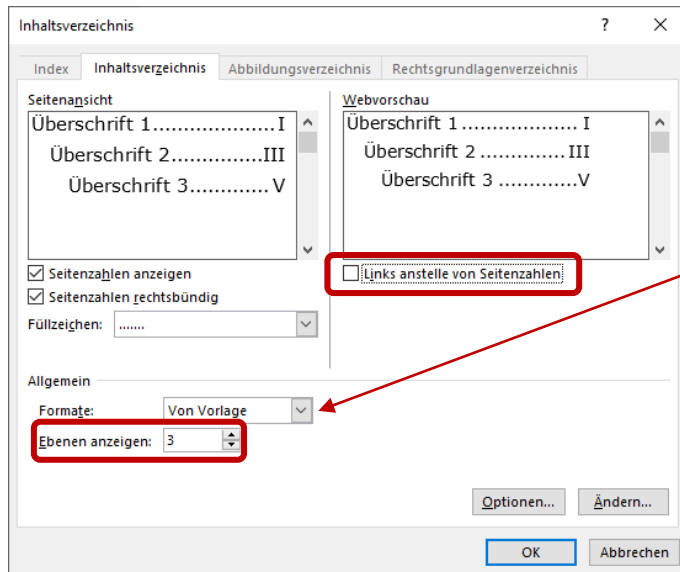 Inhaltsverzeichnis ? ×
Index Inhaltsverzeichnis Abbildungsverzeichnis Rechtsgrundlagenverzeichnis
Seitenansicht
Überschrift 1....................I
Überschrift 2...............III
Überschrift 3............. V
Seitenzahlen anzeigen
Seitenzahlen rechtsbündig
Füllzeichen: .......
Webvorschau
Überschrift 1 .................... I
Überschrift 2 ..............III
Überschrift 3 .............V
Links anstelle von Seitenzahlen
Allgemein
Formate: Von Vorlage
Ebenen anzeigen: 3
Optionen... Ändern...
OK Abbrechen